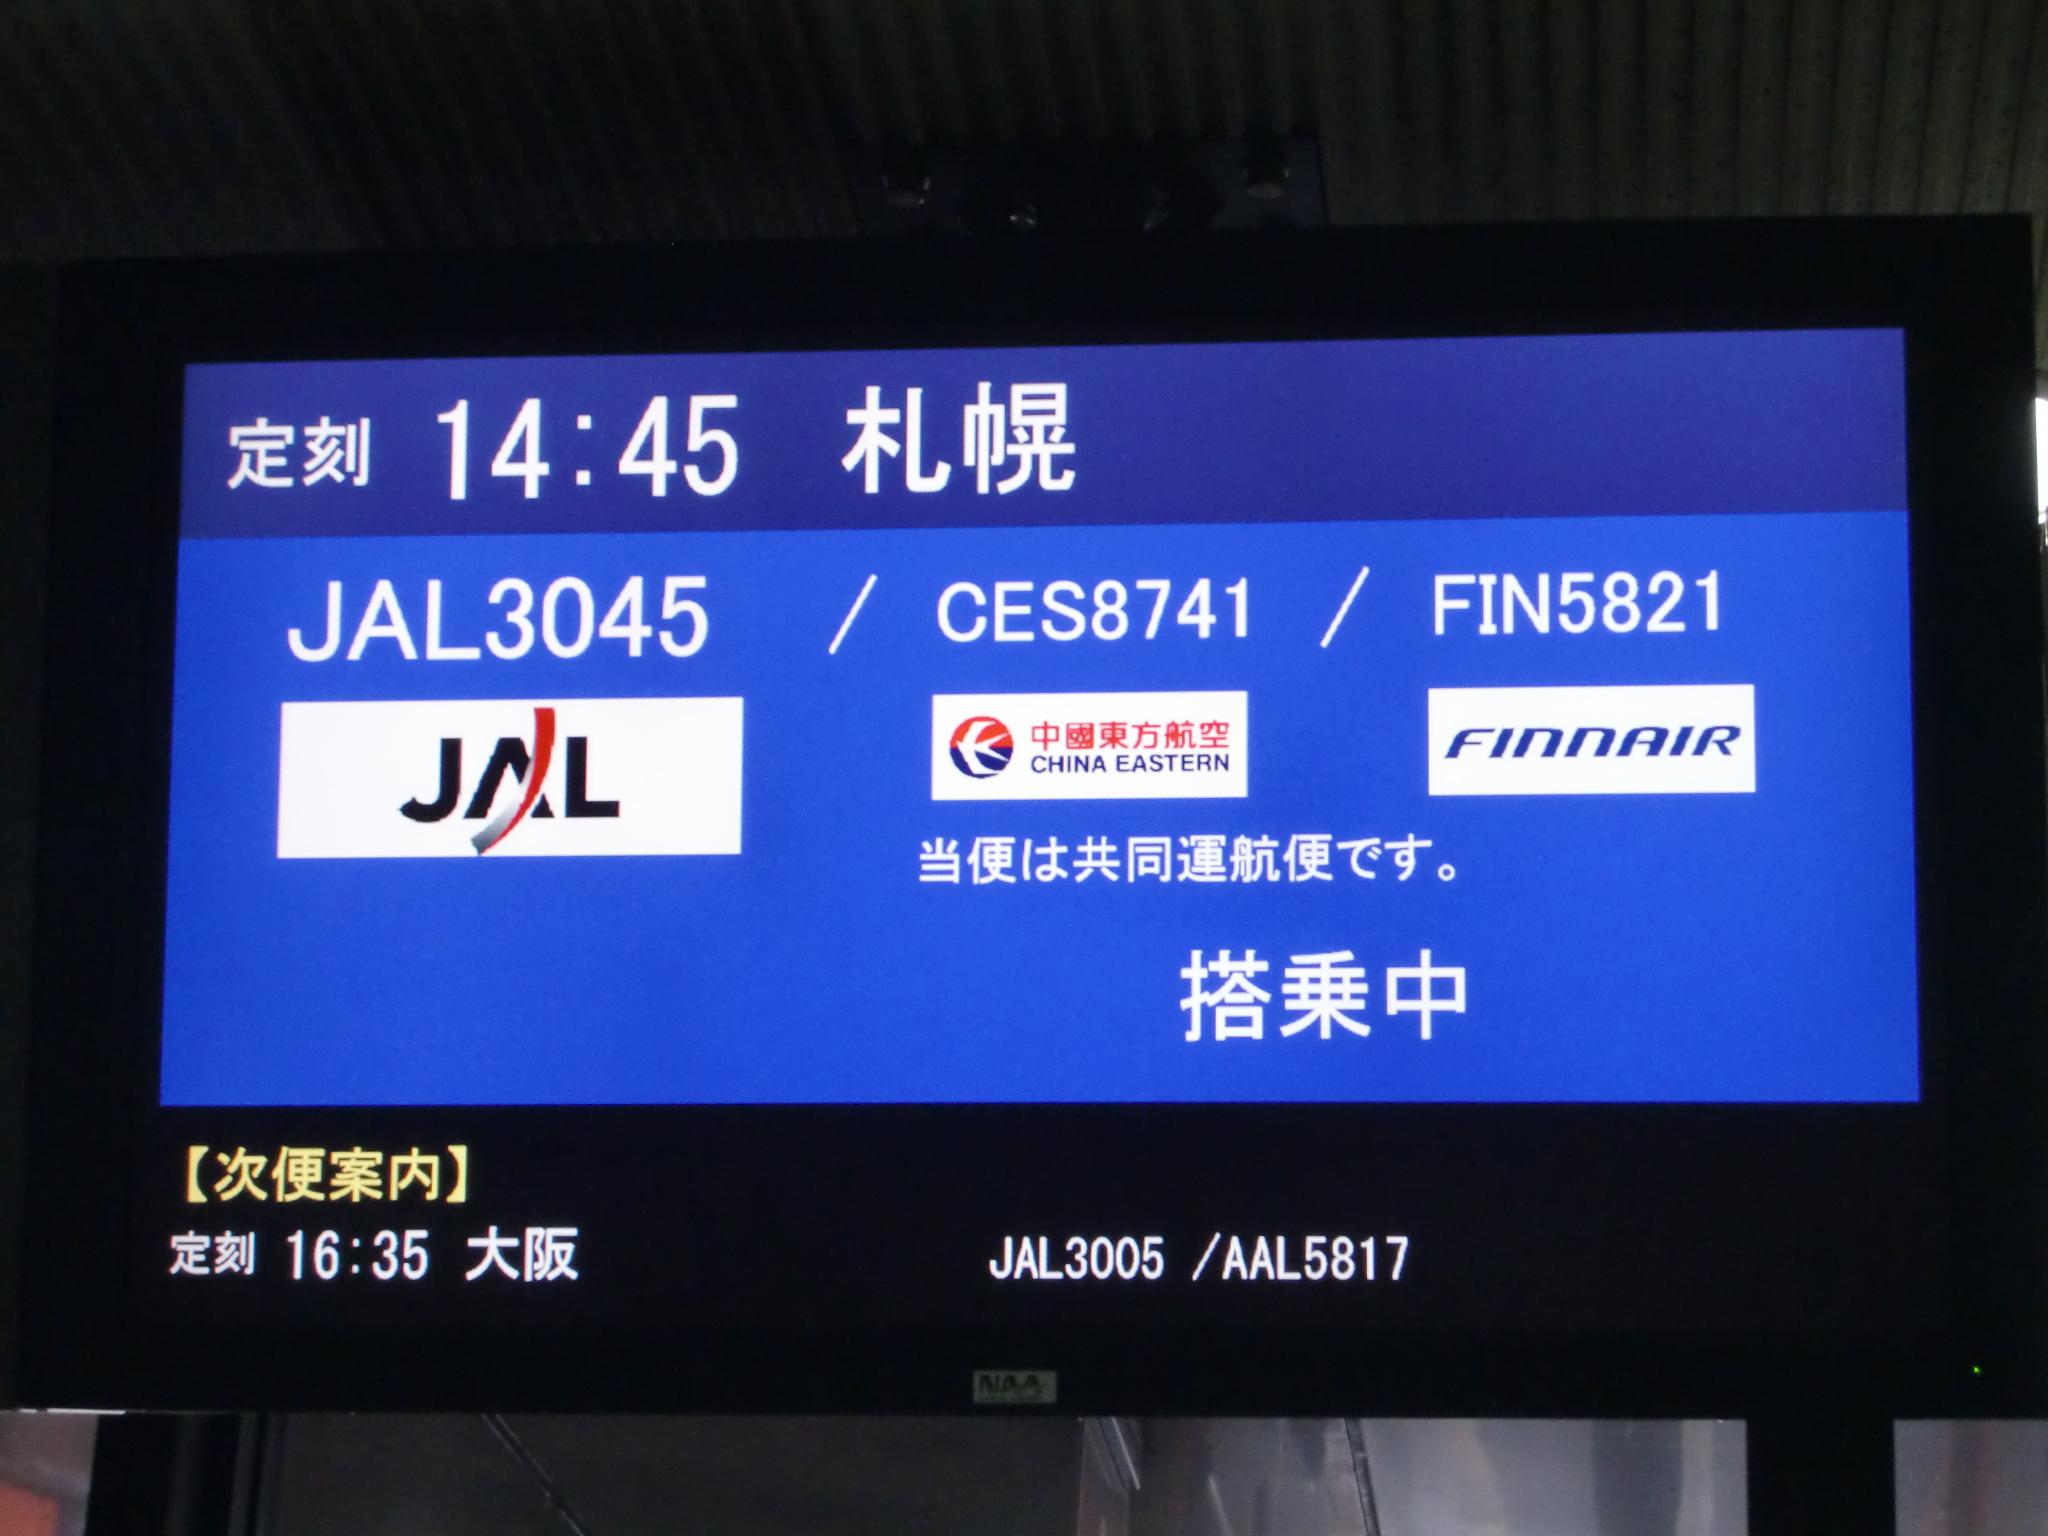 定刻 14:45 札幌
JAL3045 / CES8741 / FIN5821
JAL
中國東方航空
CHINA EASTERN
FINNAIR
当便は共同運航便です。
搭乗中
【次便案内】
定刻 16:35 大阪 JAL3005 /AAL5817
NAA